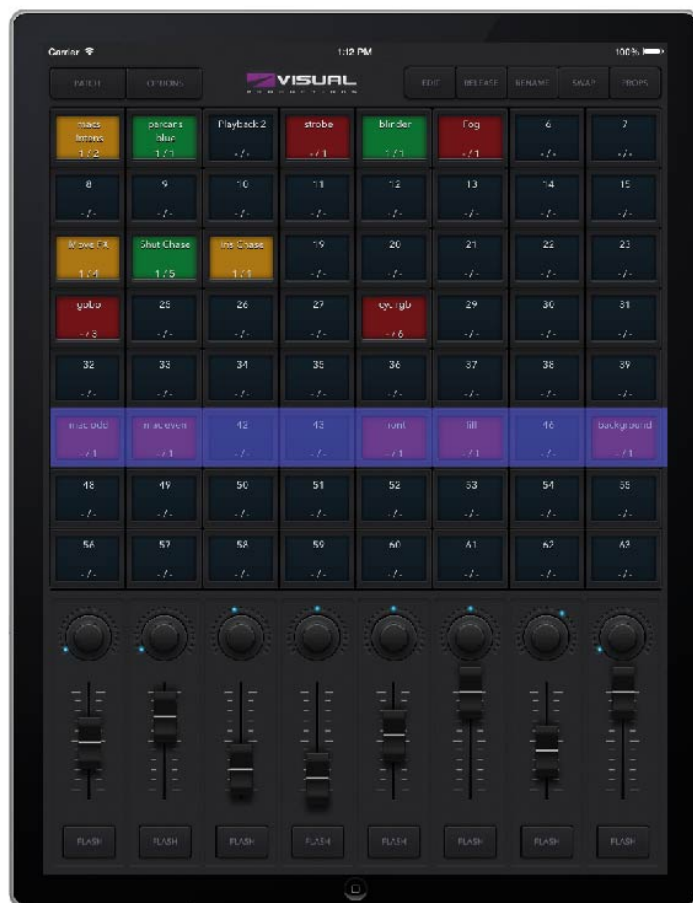 Carrier 1:12 PM 100%
PATCH OPTIONS VISUAL EDIT RELEASE RENAME SWAP PROPS
PRODUCTIONS
macs parcans Playback 2 strobe blinder Fog 6 7
Intens blue
1 / 2 1 / 1 - / - - / 1 1 / 1 - / 1 - / - - / -
8 9 10 11 12 13 14 15
- / - - / - - / - - / - - / - - / - - / - - / -
Move FX Shut Chase Ins Chase 19 20 21 22 23
1 / 4 1 / 5 1 / 1 - / - - / - - / - - / - - / -
gobo 25 26 27 cyc rgb 29 30 31
- / 3 - / - - / - - / - - / 6 - / - - / - - / -
32 33 34 35 36 37 38 39
- / - - / - - / - - / - - / - - / - - / - - / -
mac odd mac even 42 43 front fill 46 background
- / 1 - / 1 - / - - / - - / 1 - / 1 - / - - / 1
48 49 50 51 52 53 54 55
- / - - / - - / - - / - - / - - / - - / - - / -
56 57 58 59 60 61 62 63
- / - - / - - / - - / - - / - - / - - / - - / -
FLASH FLASH FLASH FLASH FLASH FLASH FLASH FLASH